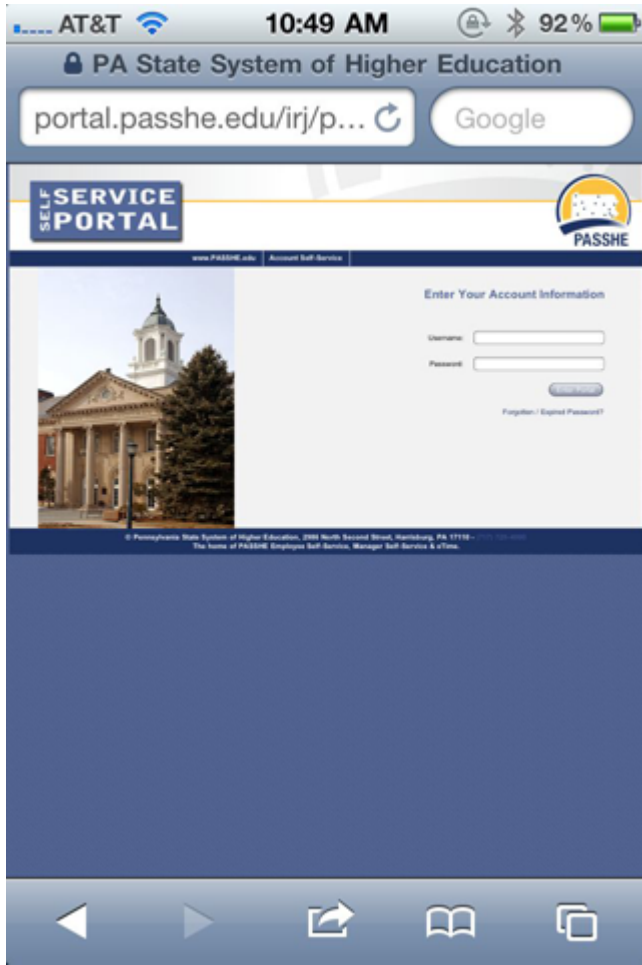 AT&T 10:49 AM 92%
PA State System of Higher Education
portal.passhe.edu/irj/p... Google
SELF SERVICE PORTAL
PASSHE
www.PASSHE.edu Account Self-Service
Enter Your Account Information
Username:
Password:
Forgotten / Expired Password?
© Pennsylvania State System of Higher Education, 2986 North Second Street, Harrisburg, PA 17110 -
The home of PASSHE Employee Self-Service, Manager Self-Service & eTime.